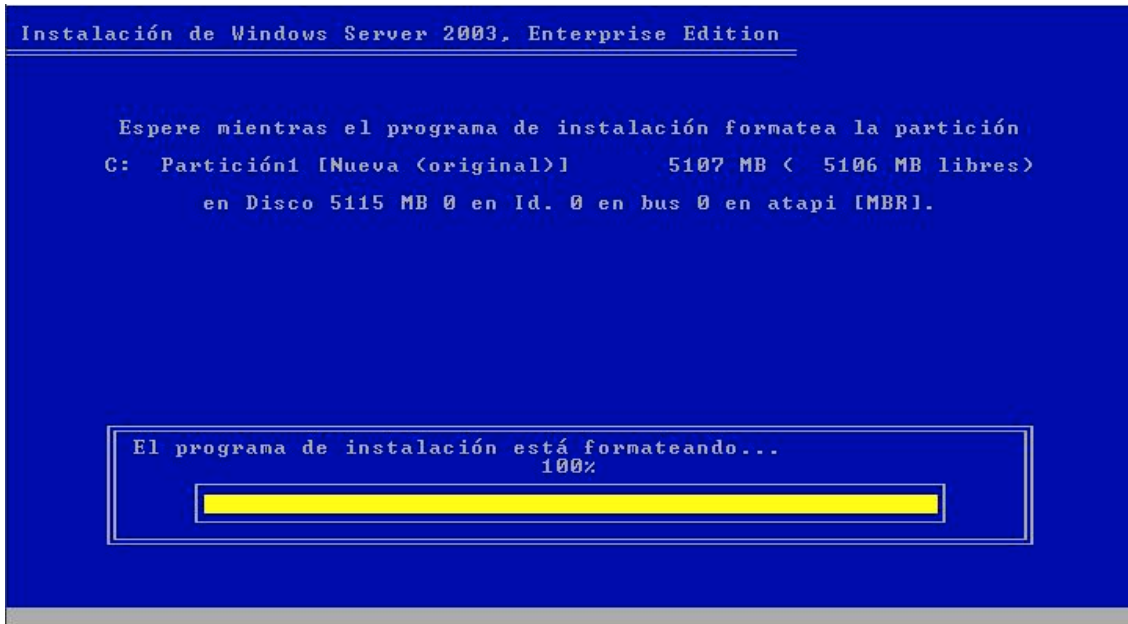 Instalación de Windows Server 2003, Enterprise Edition
Espere mientras el programa de instalación formatea la partición
C: Partición1 [Nueva (original)] 5107 MB ( 5106 MB libres)
en Disco 5115 MB 0 en Id. 0 en bus 0 en atapi [MBR].
El programa de instalación está formateando...
100%